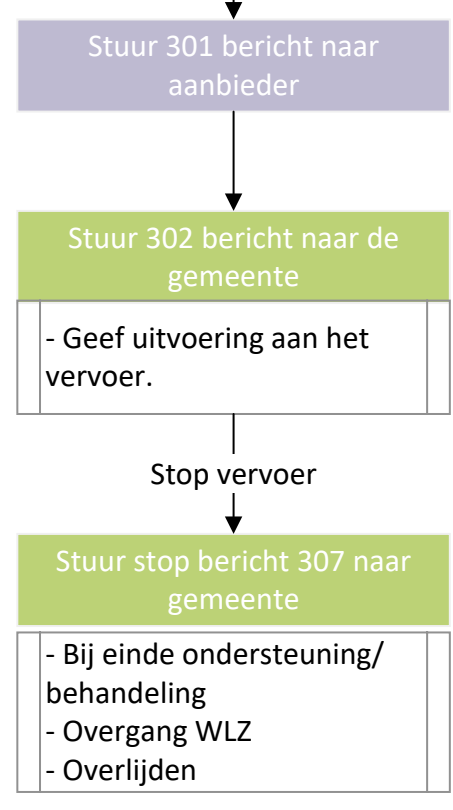 Stuur 301 bericht naar
aanbieder
Stuur 302 bericht naar de
gemeente
- Geef uitvoering aan het
vervoer.
Stop vervoer
Stuur stop bericht 307 naar
gemeente
- Bij einde ondersteuning/
behandeling
- Overgang WLZ
- Overlijden